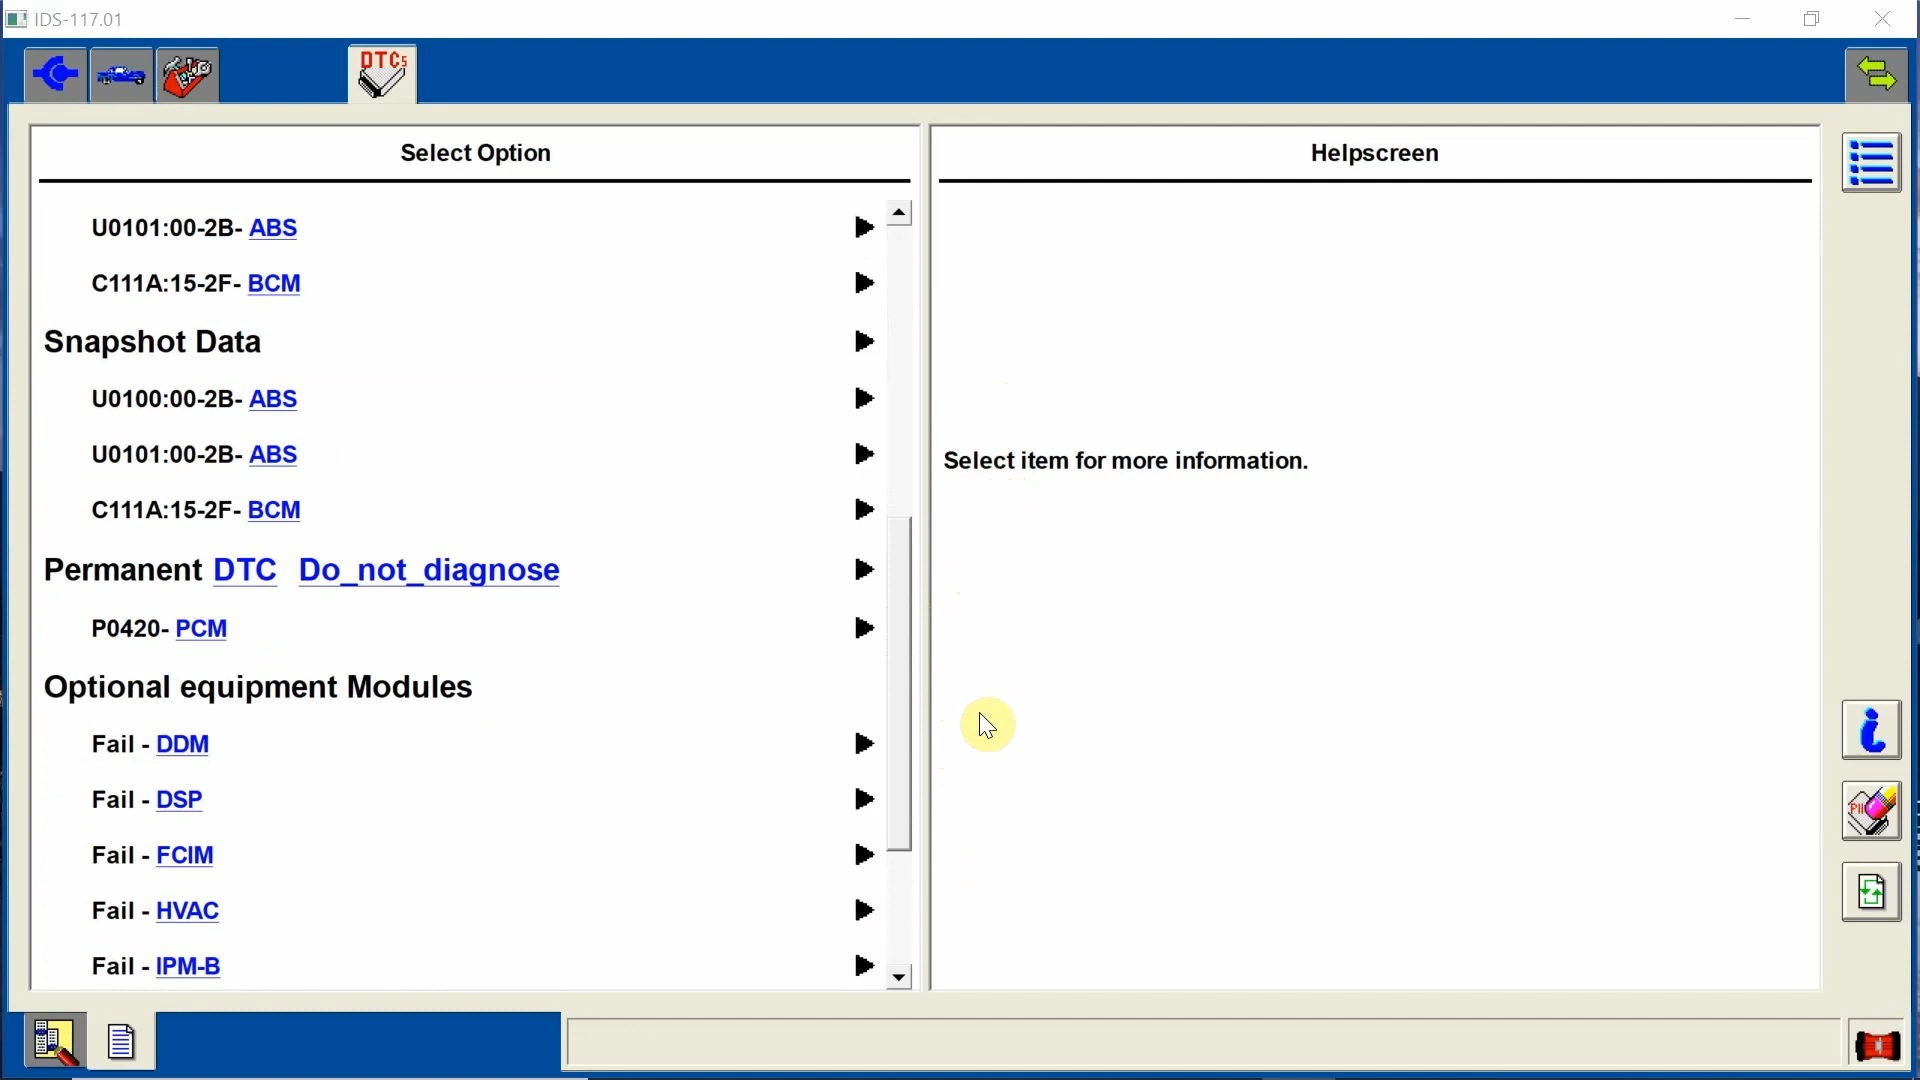 IDS-117.01
DTCs
Select Option
U0101:00-2B- ABS
C111A:15-2F- BCM
Snapshot Data
U0100:00-2B- ABS
U0101:00-2B- ABS
C111A:15-2F- BCM
Permanent DTC Do_not_diagnose
P0420- PCM
Optional equipment Modules
Fail - DDM
Fail - DSP
Fail - FCIM
Fail - HVAC
Fail - IPM-B
Helpscreen
Select item for more information.